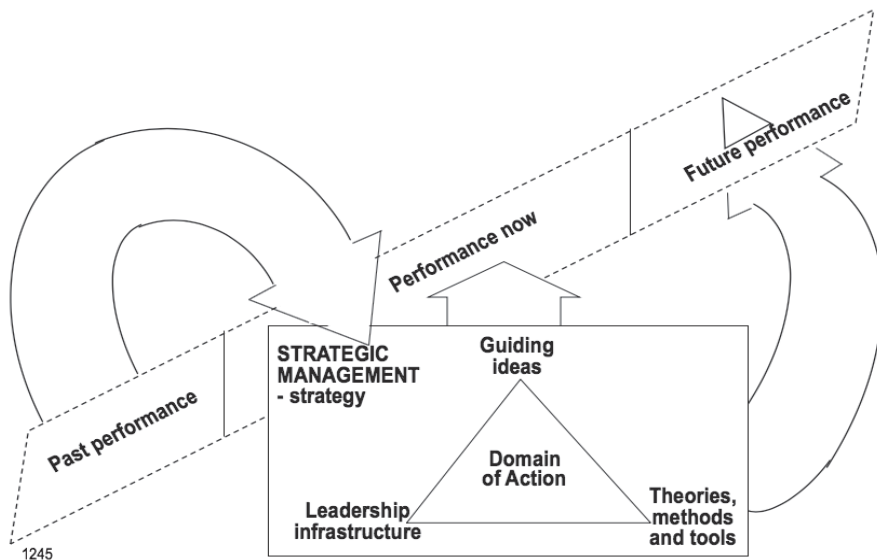 Future performance
Performance now
Past performance
STRATEGIC
MANAGEMENT
- strategy
Guiding
ideas
Domain
of Action
Leadership
infrastructure
Theories,
methods
and tools
1245